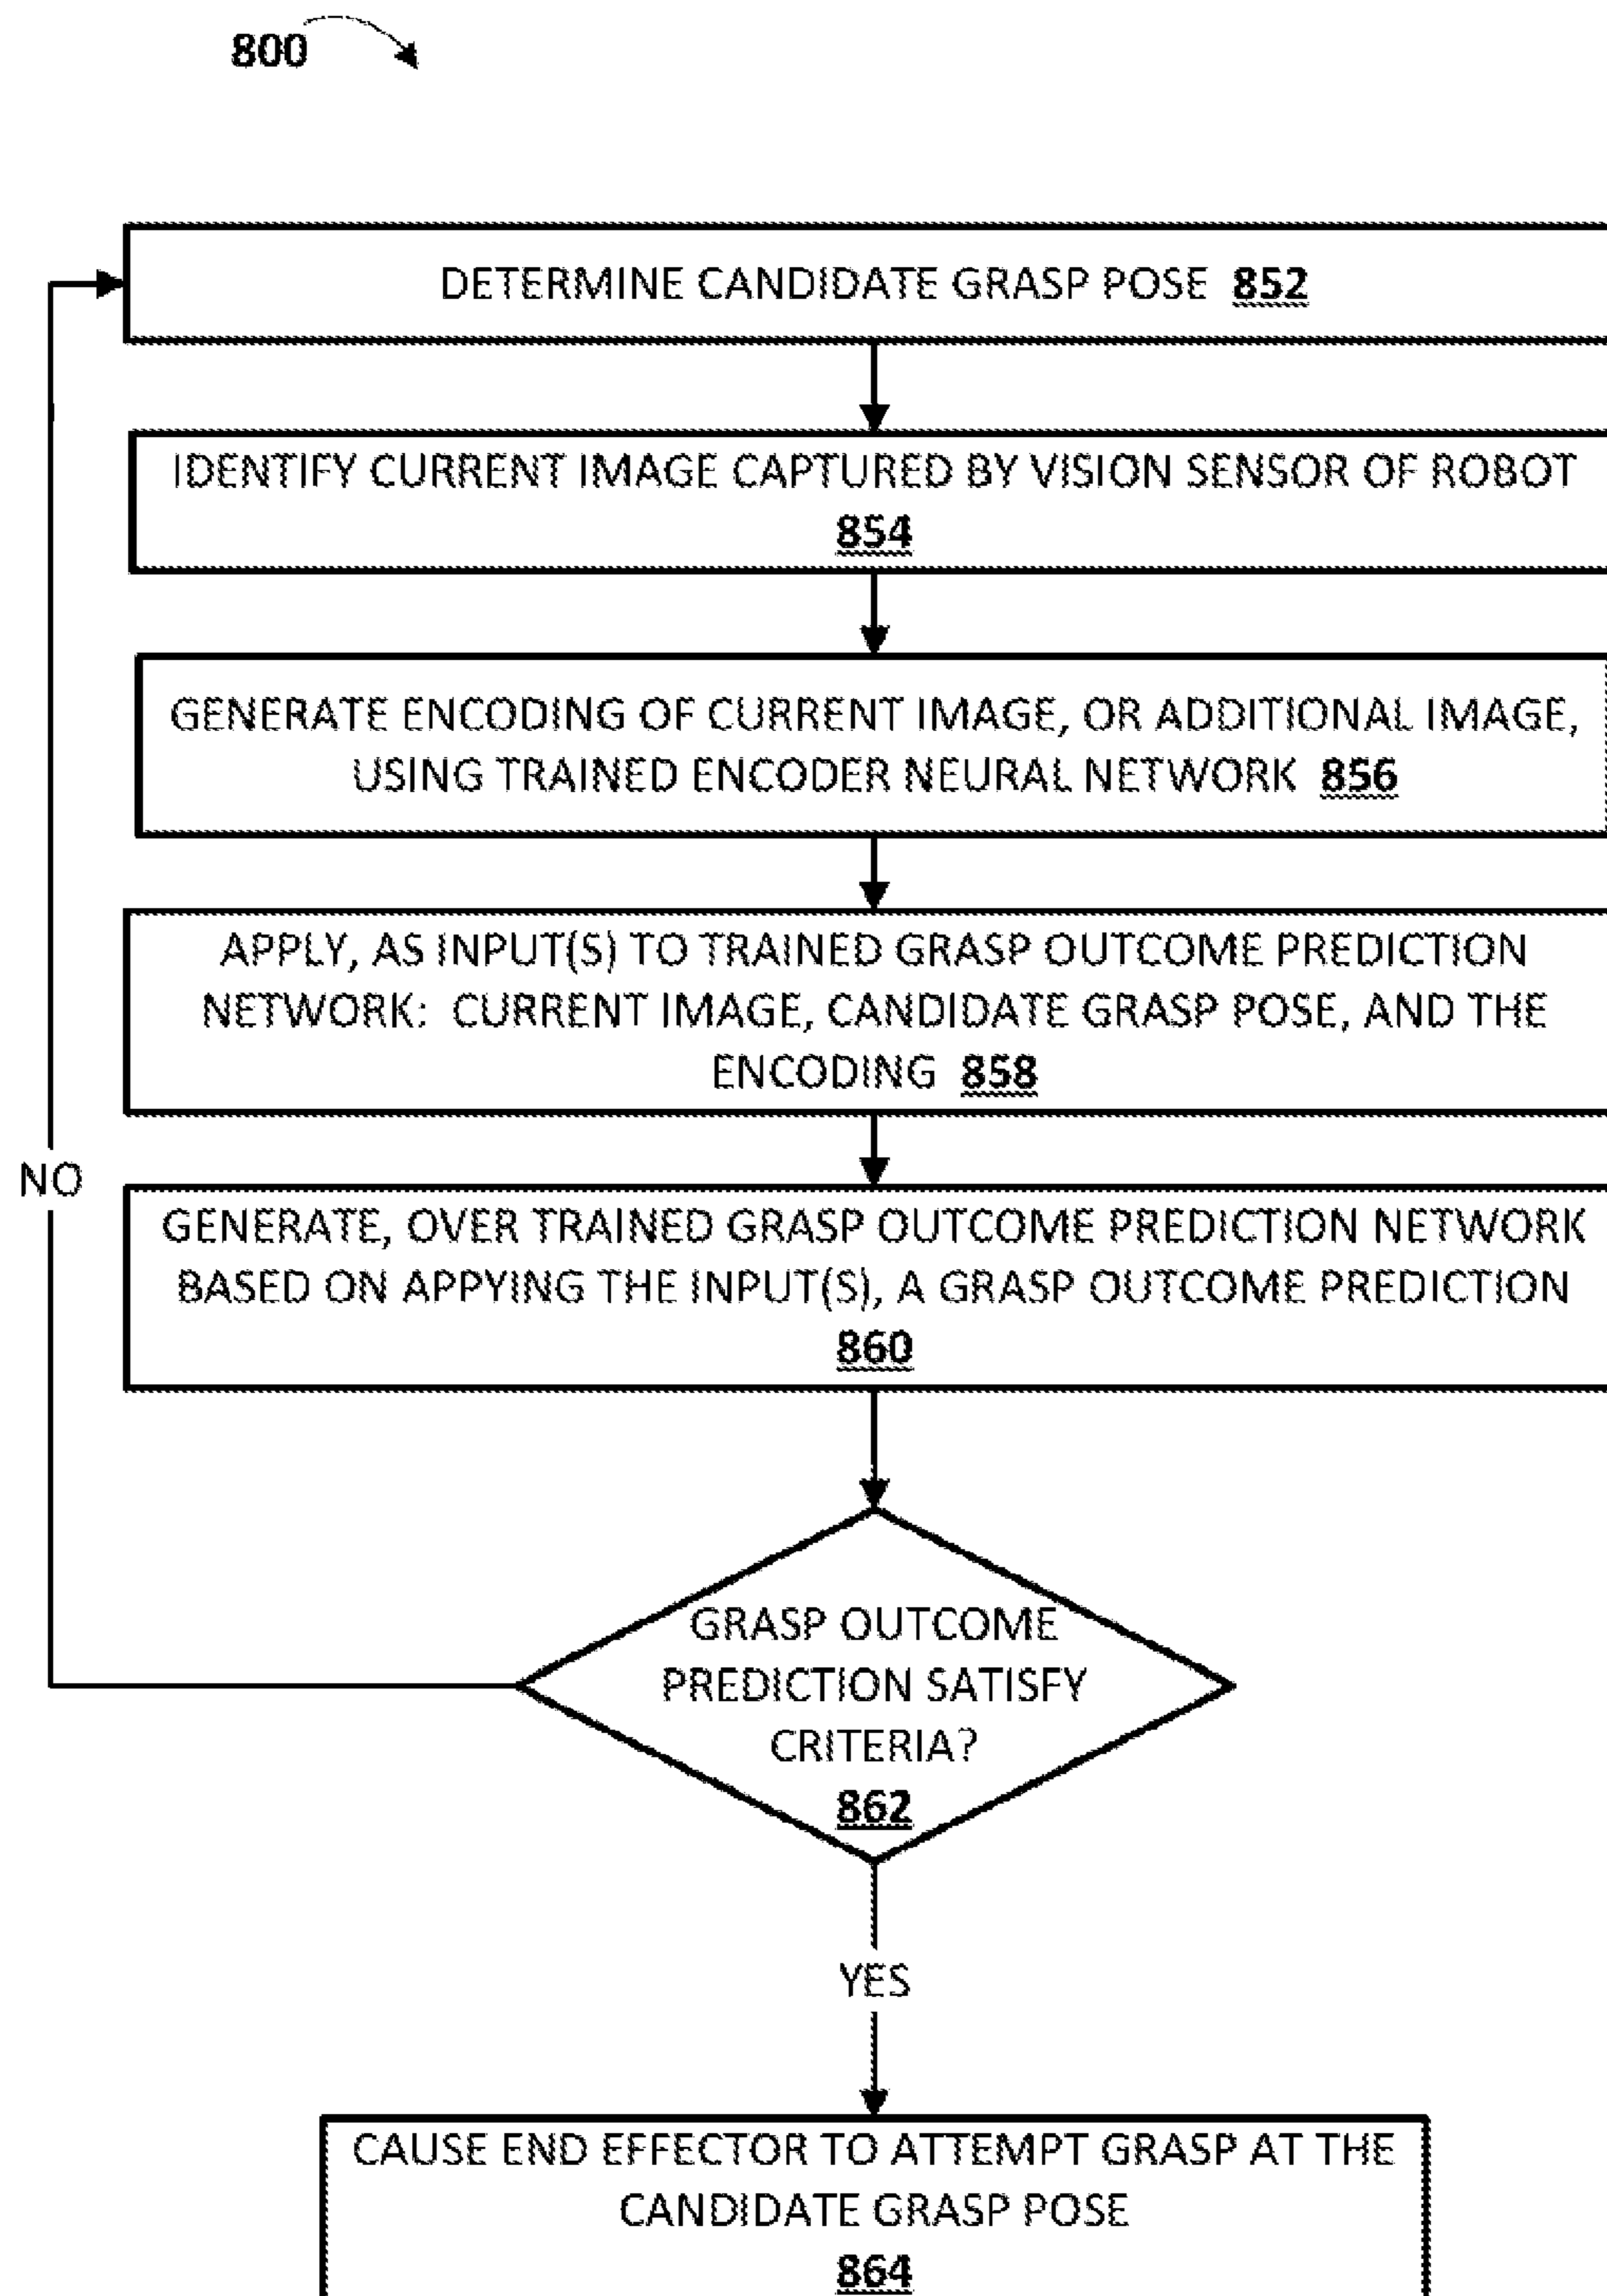 800
DETERMINE CANDIDATE GRASP POSE 852
IDENTIFY CURRENT IMAGE CAPTURED BY VISION SENSOR OF ROBOT
854
GENERATE ENCODING OF CURRENT IMAGE, OR ADDITIONAL IMAGE,
USING TRAINED ENCODER NEURAL NETWORK 856
APPLY, AS INPUT(S) TO TRAINED GRASP OUTCOME PREDICTION
NETWORK: CURRENT IMAGE, CANDIDATE GRASP POSE, AND THE
ENCODING 858
NO
GENERATE, OVER TRAINED GRASP OUTCOME PREDICTION NETWORK
BASED ON APPYING THE INPUT(S), A GRASP OUTCOME PREDICTION
860
GRASP OUTCOME
PREDICTION SATISFY
CRITERIA?
862
YES
CAUSE END EFFECTOR TO ATTEMPT GRASP AT THE
CANDIDATE GRASP POSE
864